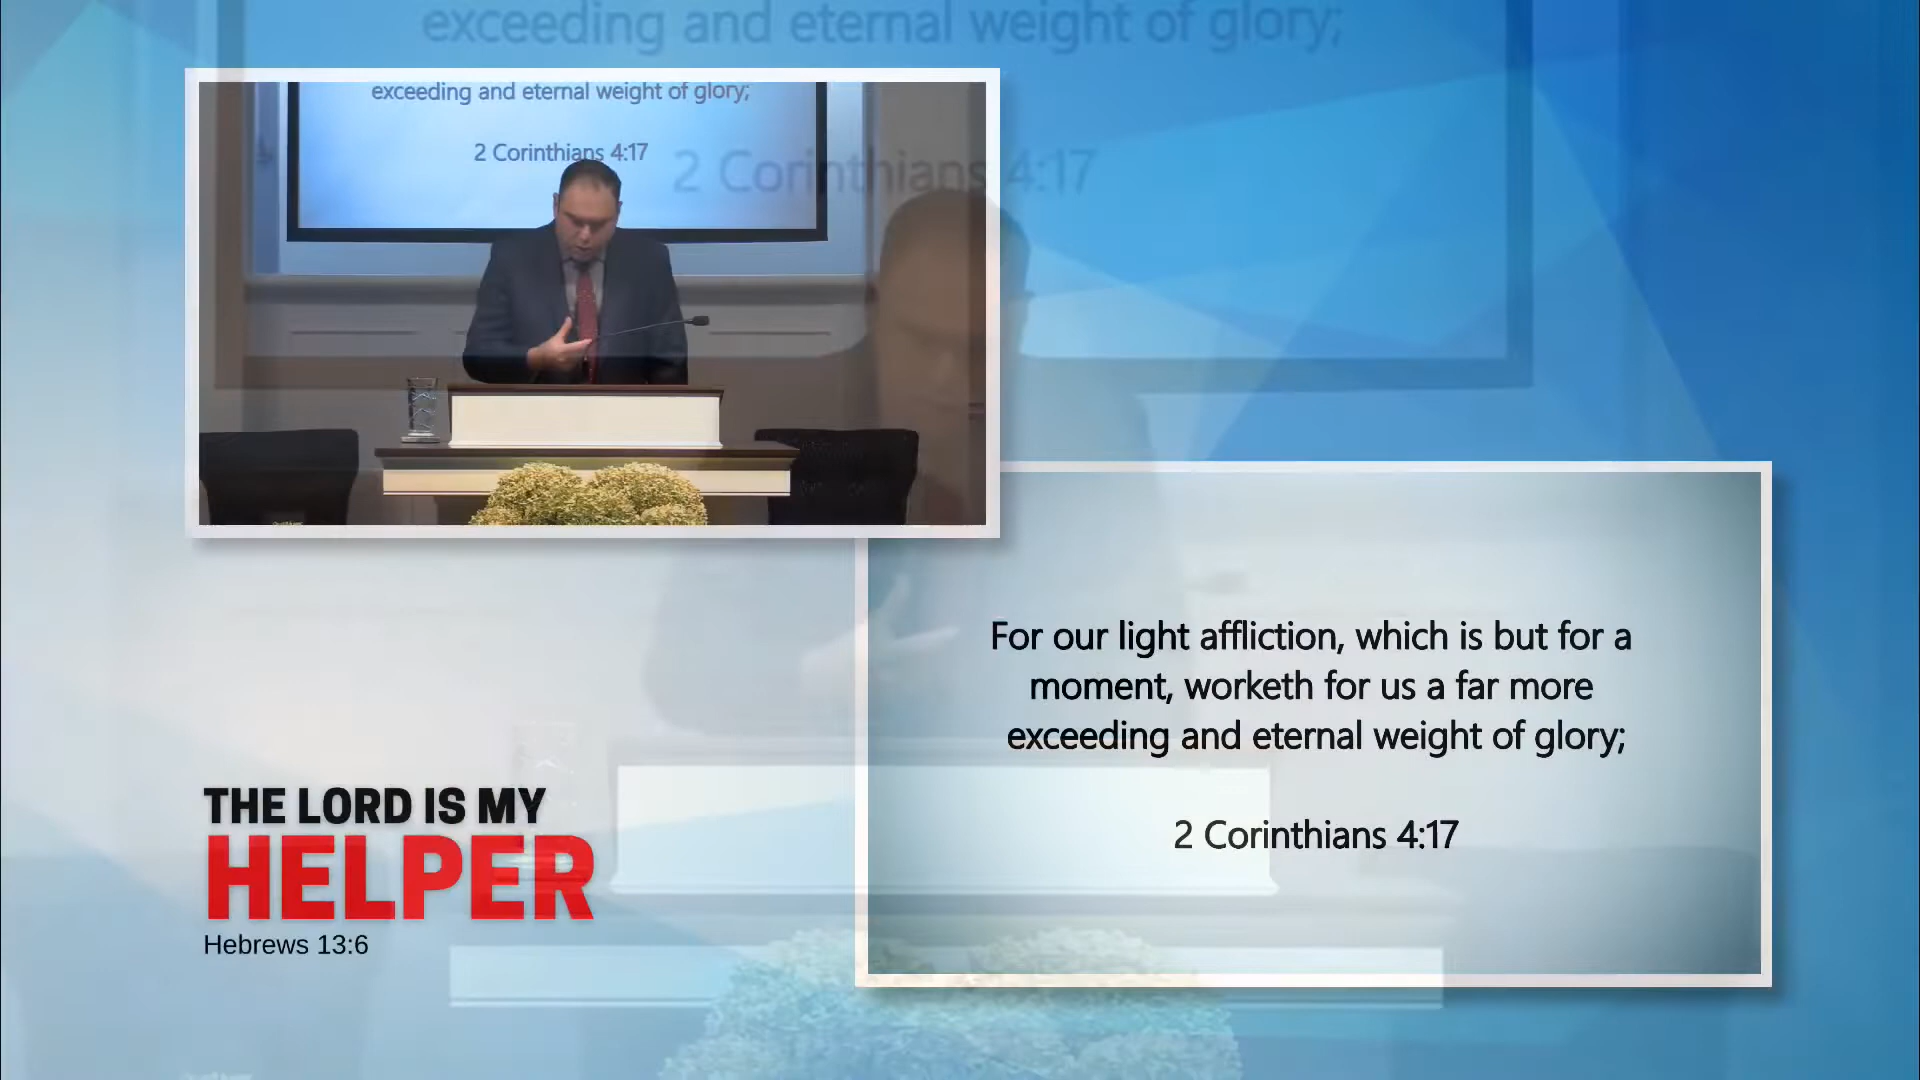 exceeding and eternal weight of glory;
2 Corinthians 4:17
exceeding and eternal weight of glory;
2 Corinthians 4:17
For our light affliction, which is but for a
moment, worketh for us a far more
exceeding and eternal weight of glory;
2 Corinthians 4:17
THE LORD IS MY
HELPER
Hebrews 13:6